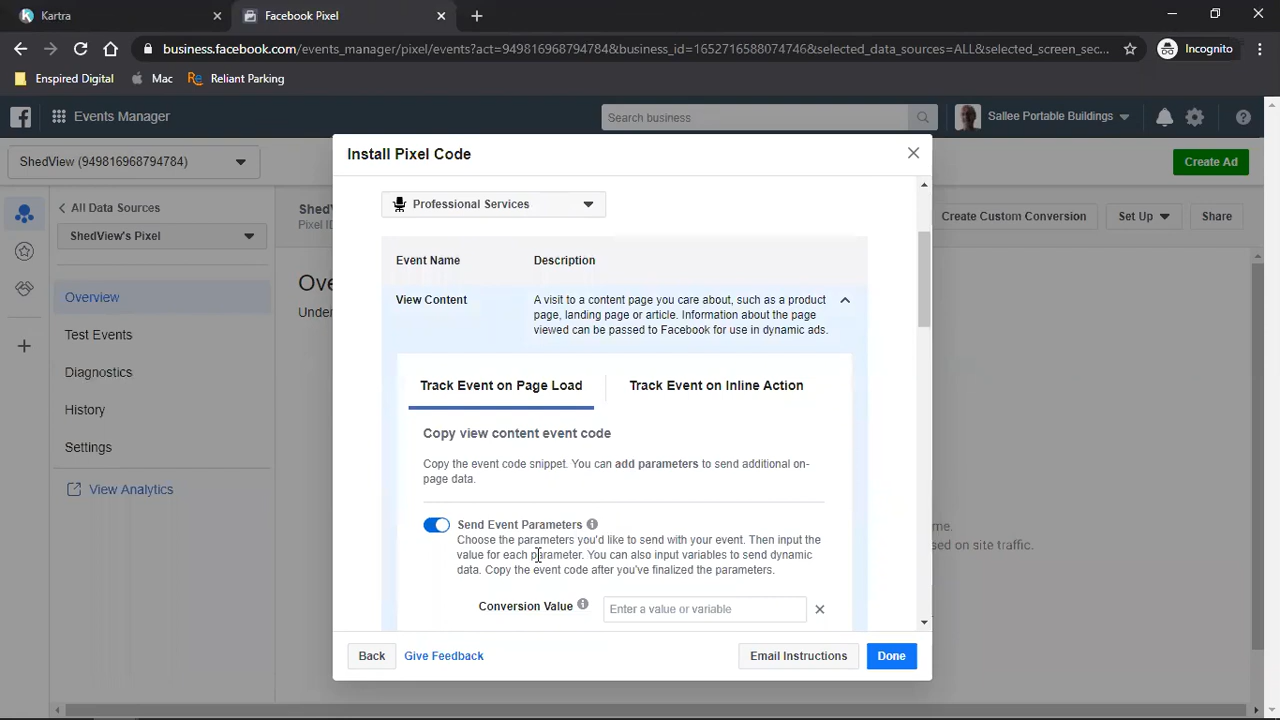 Kartra
Facebook Pixel
business.facebook.com/events_manager/pixel/events?act=949816968794784&business_id=1652716588074746&selected_data_sources=ALL&selected_screen_sec...
Incognito
Enspired Digital
Mac
Reliant Parking
Events Manager
Search business
Sallee Portable Buildings
ShedView (949816968794784)
Install Pixel Code
Create Ad
All Data Sources
ShedView's Pixel
Shed
Pixel ID
Professional Services
Create Custom Conversion
Set Up
Share
Overview
Test Events
Diagnostics
History
Settings
View Analytics
Ove
Under
Event Name
Description
View Content
A visit to a content page you care about, such as a product
page, landing page or article. Information about the page
viewed can be passed to Facebook for use in dynamic ads.
Track Event on Page Load
Track Event on Inline Action
Copy view content event code
Copy the event code snippet. You can add parameters to send additional on-
page data.
Send Event Parameters
Choose the parameters you'd like to send with your event. Then input the
value for each parameter. You can also input variables to send dynamic
data. Copy the event code after you've finalized the parameters.
me.
sed on site traffic.
Conversion Value
Enter a value or variable
Back
Give Feedback
Email Instructions
Done